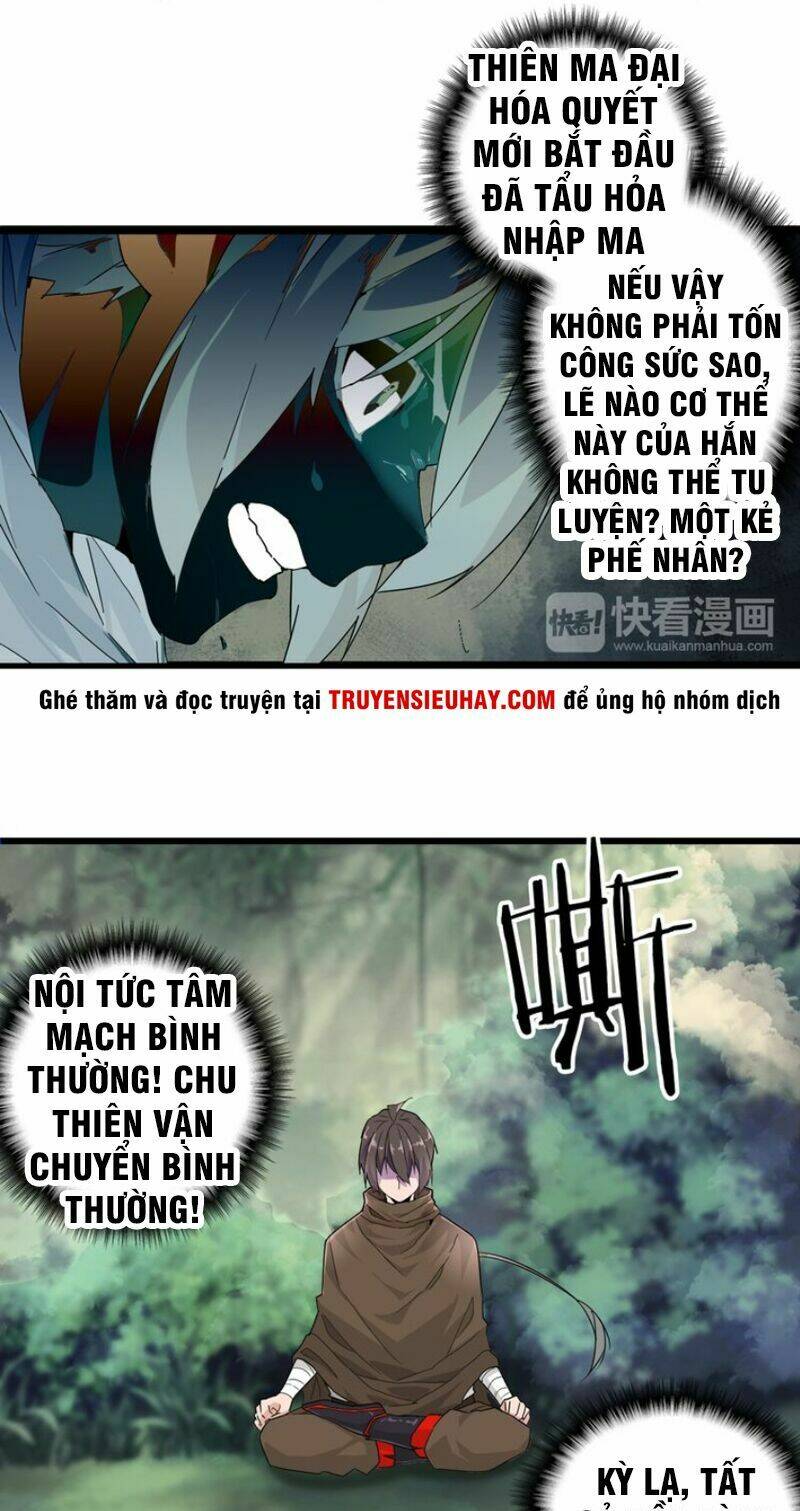 THIÊN MA ĐẠI
HÓA QUYẾT
MỚI BẮT ĐẦU
ĐÃ TẨU HỎA
NHẬP MA
NẾU VẬY
KHÔNG PHẢI TỐN
CÔNG SỨC SAO,
LẼ NÀO CƠ THỂ
NÀY CỦA HẮN
KHÔNG THỂ TU
LUYỆN? MỘT KẺ
PHẾ NHÂN?
快看! 快看漫画
www.kuaikanmanhua.com
Ghé thăm và đọc truyện tại TRUYENSIEUHAY.COM để ủng hộ nhóm dịch
嘶
NỘI TỨC TÂM
MẠCH BÌNH
THƯỜNG! CHU
THIÊN VẬN
CHUYỂN BÌNH
THƯỜNG!
KỲ LẠ, TẤT